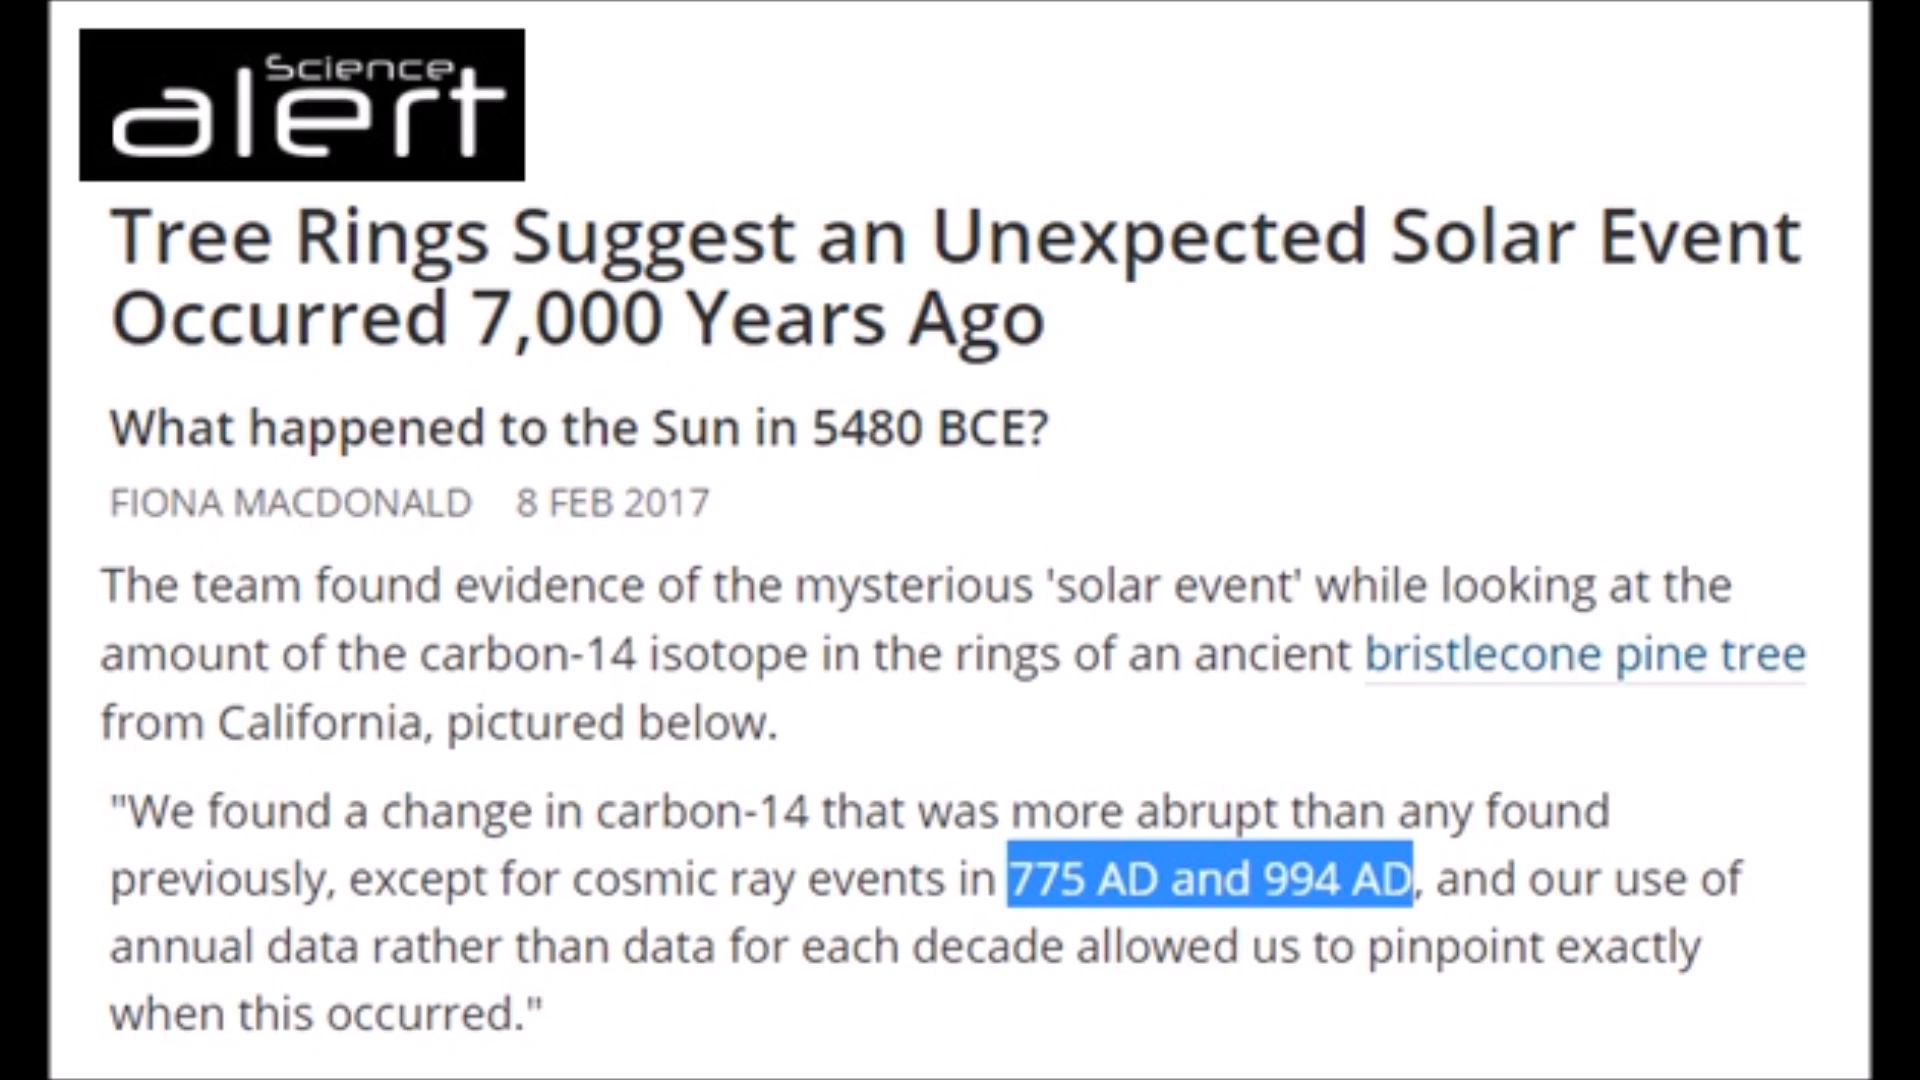 Science
alert
Tree Rings Suggest an Unexpected Solar Event
Occurred 7,000 Years Ago
What happened to the Sun in 5480 BCE?
FIONA MACDONALD 8 FEB 2017
The team found evidence of the mysterious 'solar event' while looking at the
amount of the carbon-14 isotope in the rings of an ancient bristlecone pine tree
from California, pictured below.
"We found a change in carbon-14 that was more abrupt than any found
previously, except for cosmic ray events in 775 AD and 994 AD, and our use of
annual data rather than data for each decade allowed us to pinpoint exactly
when this occurred."